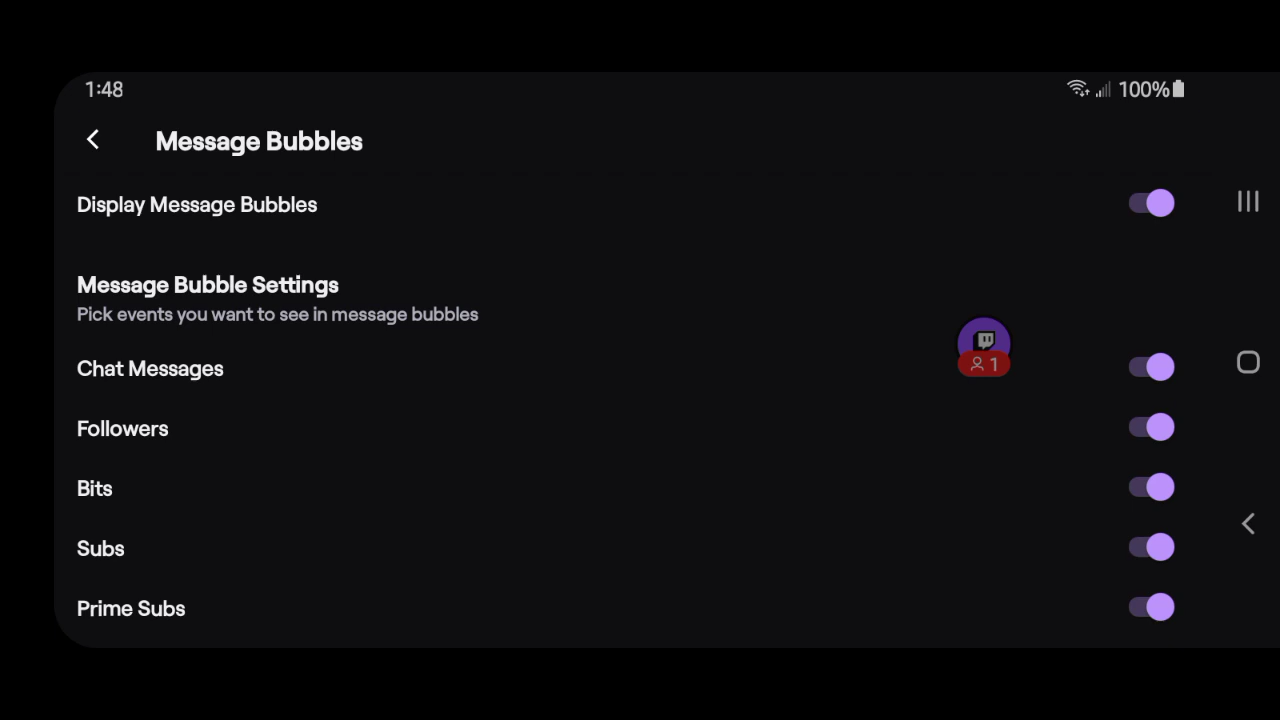 1:48
100%
Message Bubbles
Display Message Bubbles
Message Bubble Settings
Pick events you want to see in message bubbles
1
Chat Messages
Followers
Bits
Subs
Prime Subs